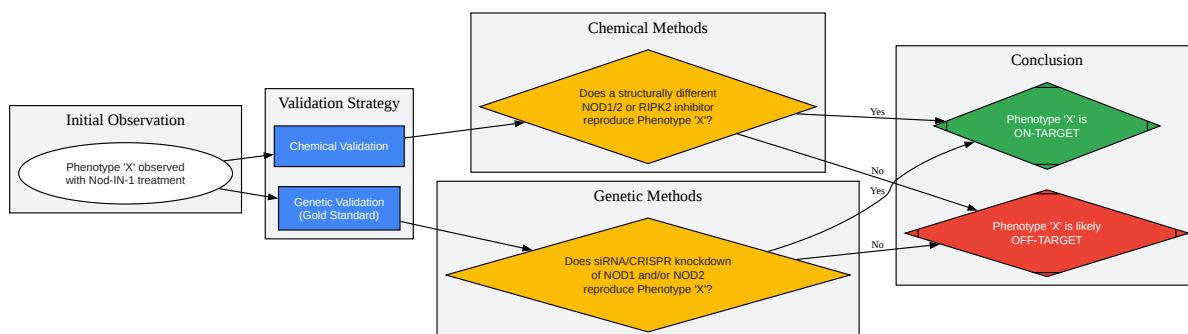 Initial Observation
Phenotype 'X' observed
with Nod-IN-1 treatment
Validation Strategy
Chemical Validation
Genetic Validation
(Gold Standard)
Chemical Methods
Does a structurally different
NOD1/2 or RIPK2 inhibitor
reproduce Phenotype 'X'?
Genetic Methods
Does siRNA/CRISPR knockdown
of NOD1 and/or NOD2
reproduce Phenotype 'X'?
Yes
No
Yes
No
Conclusion
Phenotype 'X' is
ON-TARGET
Phenotype 'X' is likely
OFF-TARGET